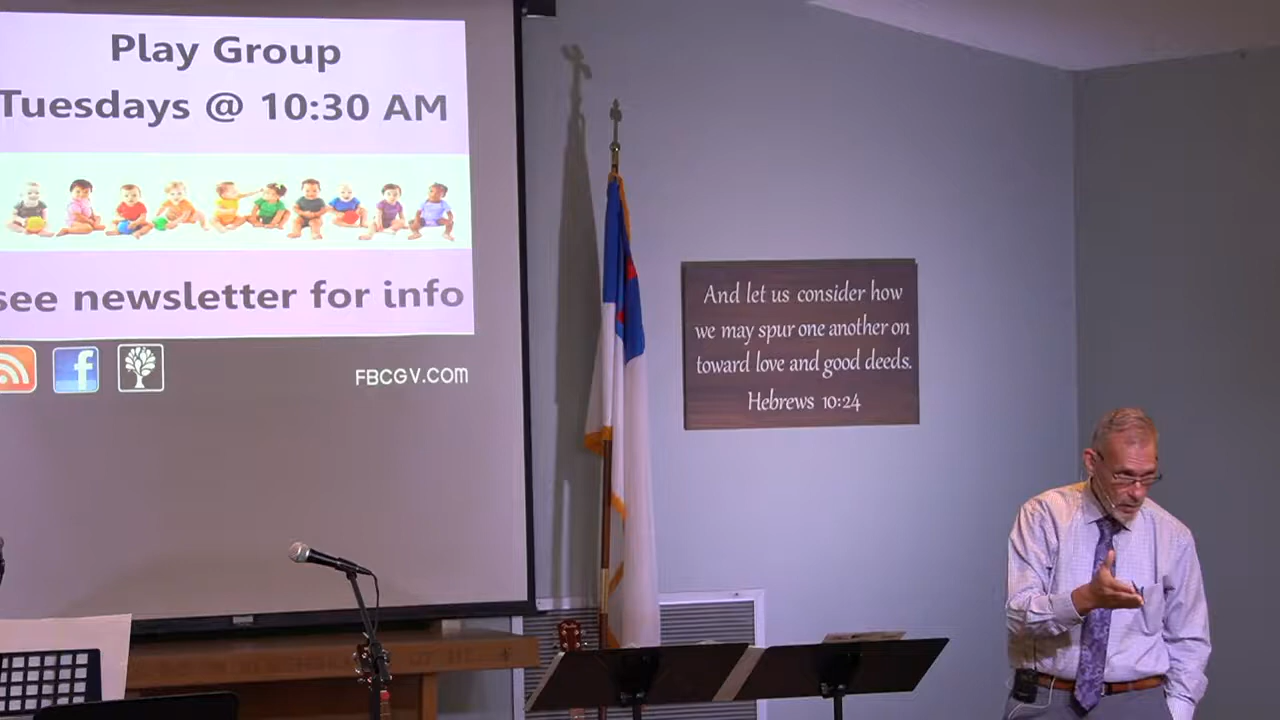 Play Group
Tuesdays @ 10:30 AM
see newsletter for info
f
FBCGV.com
And let us consider how
we may spur one another on
toward love and good deeds.
Hebrews 10:24